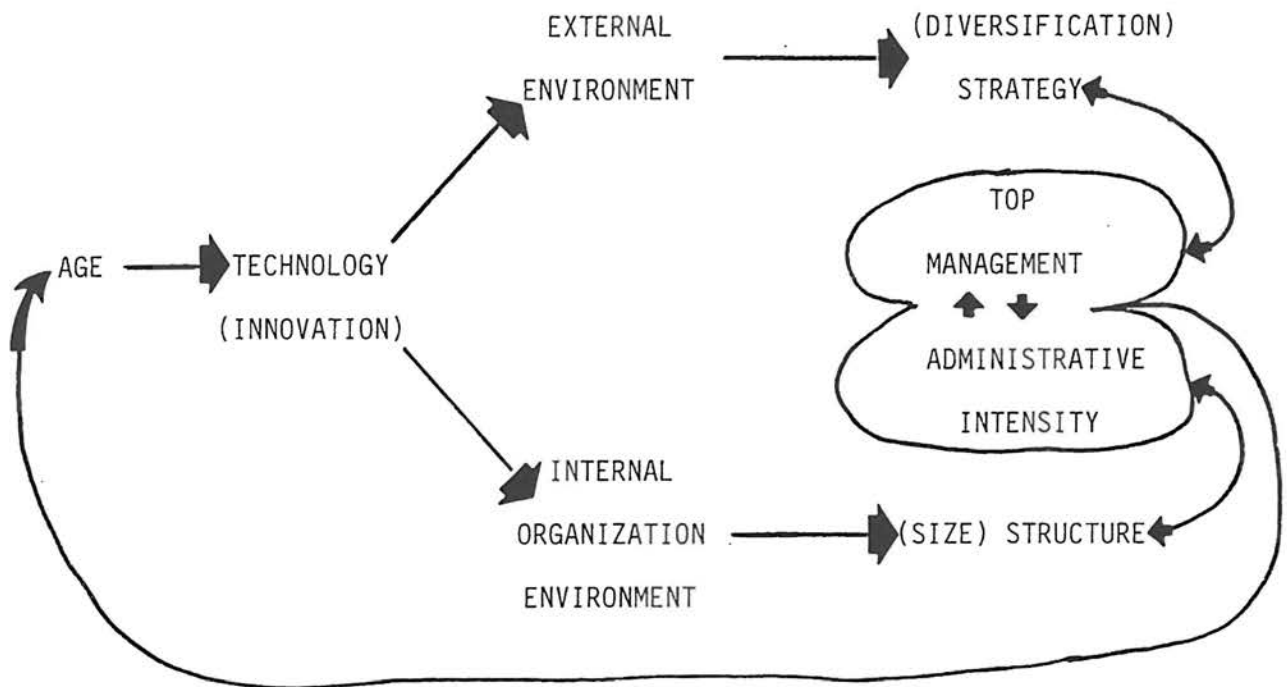 EXTERNAL
ENVIRONMENT
(DIVERSIFICATION)
STRATEGY
TOP
MANAGEMENT
AGE
TECHNOLOGY
(INNOVATION)
ADMINISTRATIVE
INTENSITY
INTERNAL
ORGANIZATION
ENVIRONMENT
(SIZE) STRUCTURE